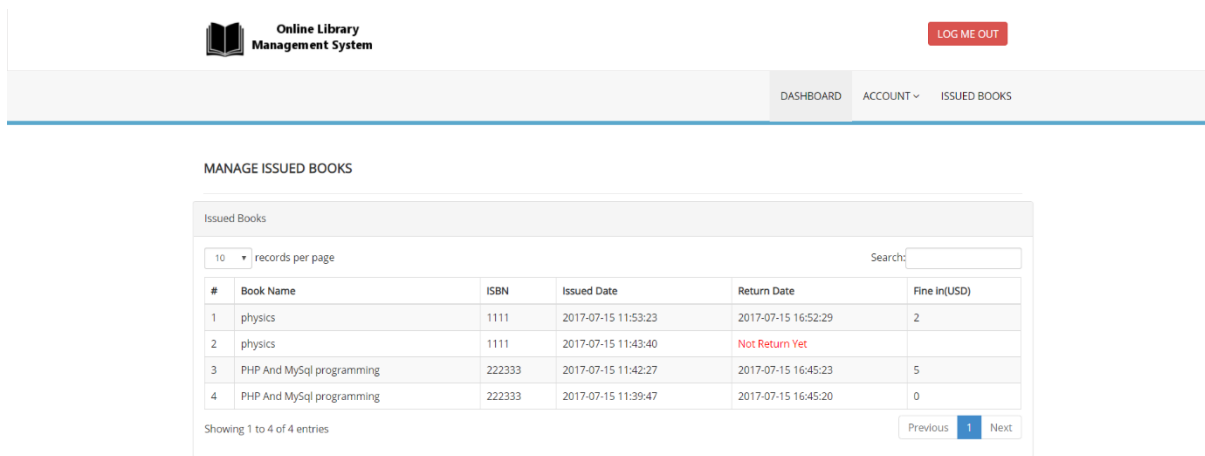 Online Library
Management System
LOG ME OUT
DASHBOARD ACCOUNT ISSUED BOOKS
MANAGE ISSUED BOOKS
Issued Books
10 records per page Search:
# Book Name ISBN Issued Date Return Date Fine in(USD)
1 physics 1111 2017-07-15 11:53:23 2017-07-15 16:52:29 2
2 physics 1111 2017-07-15 11:43:40 Not Return Yet
3 PHP And MySql programming 222333 2017-07-15 11:42:27 2017-07-15 16:45:23 5
4 PHP And MySql programming 222333 2017-07-15 11:39:47 2017-07-15 16:45:20 0
Showing 1 to 4 of 4 entries Previous 1 Next